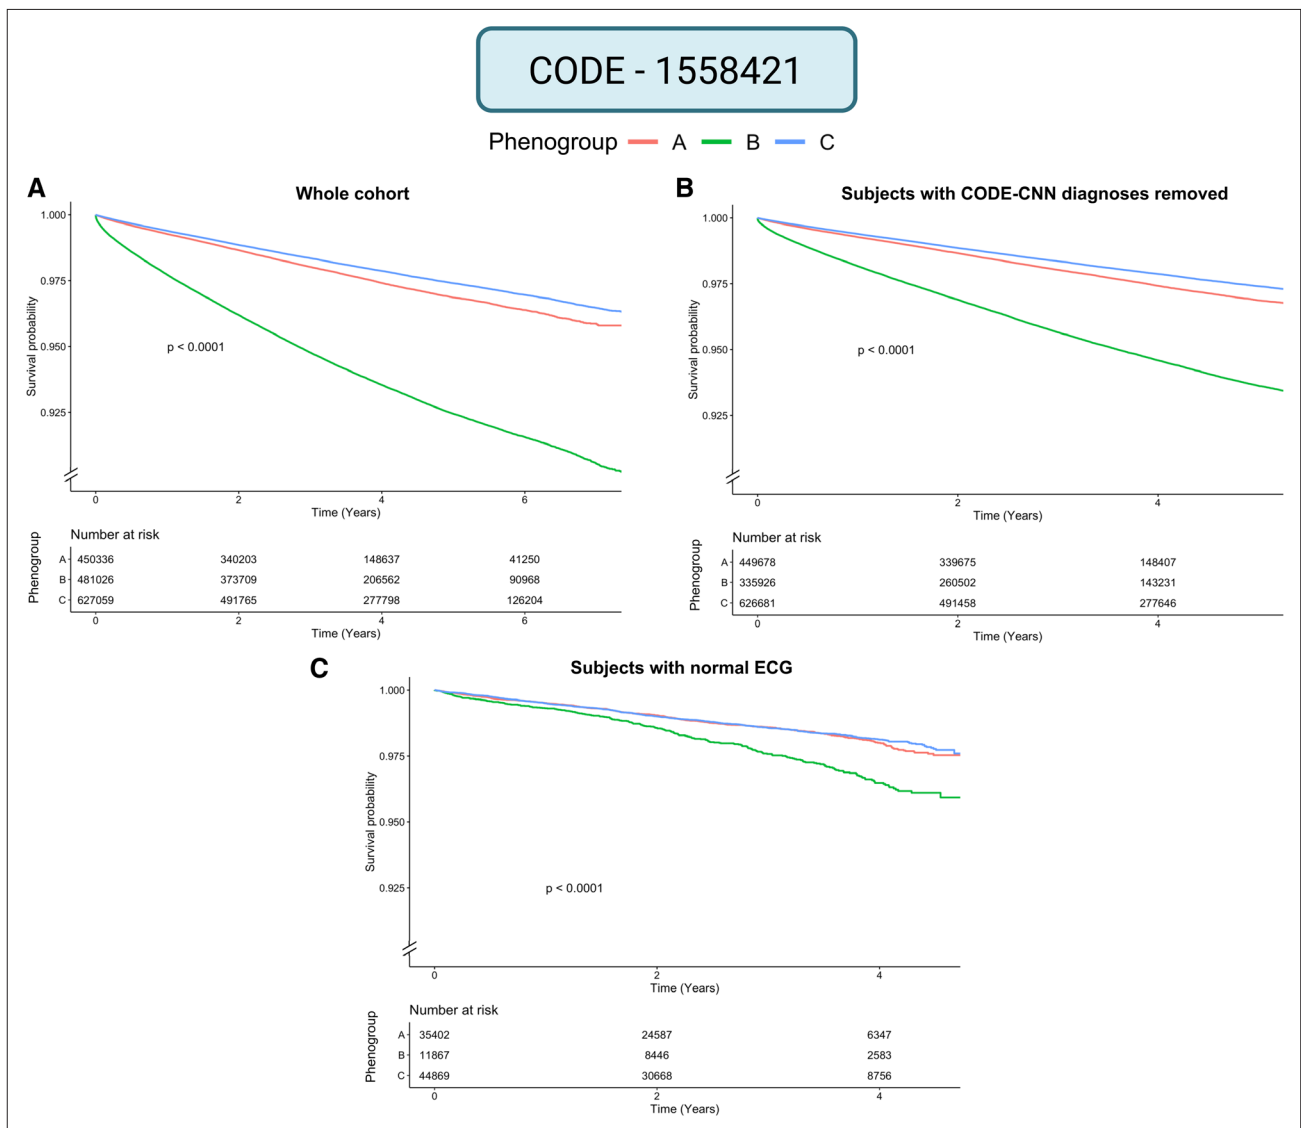 CODE - 1558421
Phenogroup A B C
A
Whole cohort
Survival probability
1.000
0.975
0.950
0.925
p < 0.0001
0 2 4 6
Time (Years)
Number at risk
Phenogroup
A 450336 340203 148637 41250
B 481026 373709 206562 90968
C 627059 491765 277798 126204
0 2 4 6
Time (Years)
B
Subjects with CODE-CNN diagnoses removed
Survival probability
1.000
0.975
0.950
0.925
p < 0.0001
0 2 4
Time (Years)
Number at risk
Phenogroup
A 449678 339675 148407
B 335926 260502 143231
C 626681 491458 277646
0 2 4
Time (Years)
C
Subjects with normal ECG
Survival probability
1.000
0.975
0.950
0.925
p < 0.0001
0 2 4
Time (Years)
Number at risk
Phenogroup
A 35402 24587 6347
B 11867 8446 2583
C 44869 30668 8756
0 2 4
Time (Years)